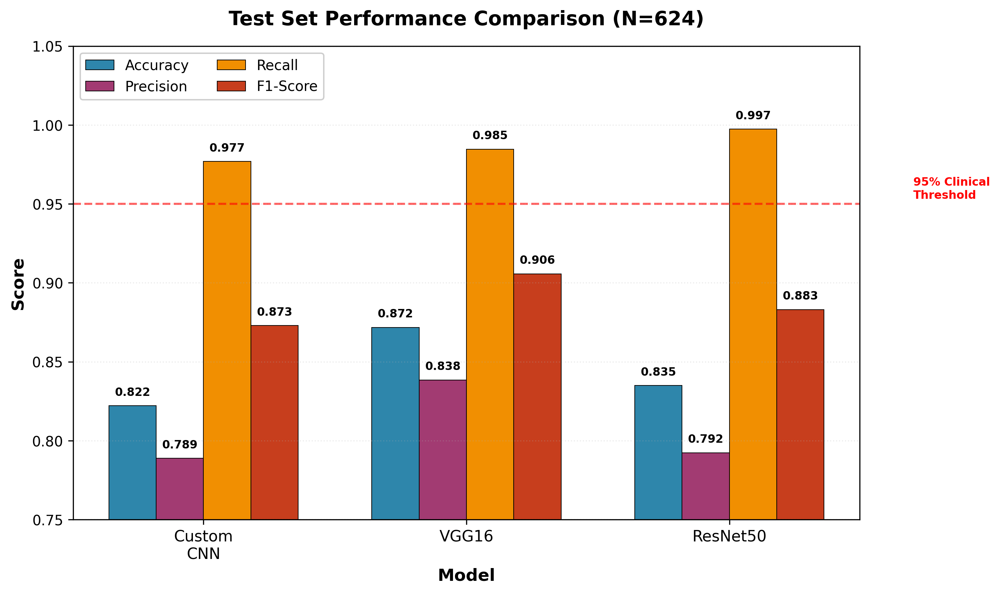 Test Set Performance Comparison (N=624)
1.05
1.00
0.95
0.90
0.85
0.80
0.75
Score
Accuracy
Precision
Recall
F1-Score
0.822
0.789
0.977
0.873
0.872
0.838
0.985
0.906
0.835
0.792
0.997
0.883
95% Clinical
Threshold
Custom
CNN
VGG16
ResNet50
Model